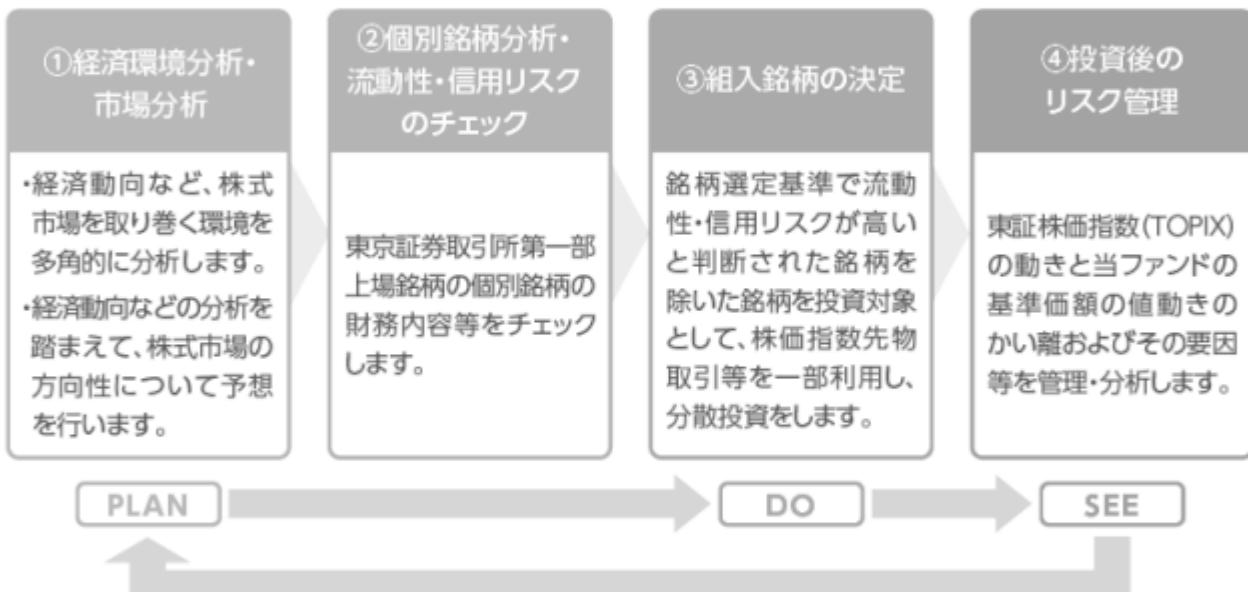 ①経済環境分析・
市場分析
・経済動向など、株式
市場を取り巻く環境を
多角的に分析します。
・経済動向などの分析を
踏まえて、株式市場の
方向性について予想
を行います。
②個別銘柄分析・
流動性・信用リスク
のチェック
東京証券取引所第一部
上場銘柄の個別銘柄の
財務内容等をチェック
します。
③組入銘柄の決定
銘柄選定基準で流動
性・信用リスクが高い
と判断された銘柄を
除いた銘柄を投資対象
として、株価指数先物
取引等を一部利用し、
分散投資をします。
④投資後の
リスク管理
東証株価指数(TOPIX)
の動きと当ファンドの
基準価額の値動きの
かい離およびその要因
等を管理・分析します。
PLAN
DO
SEE